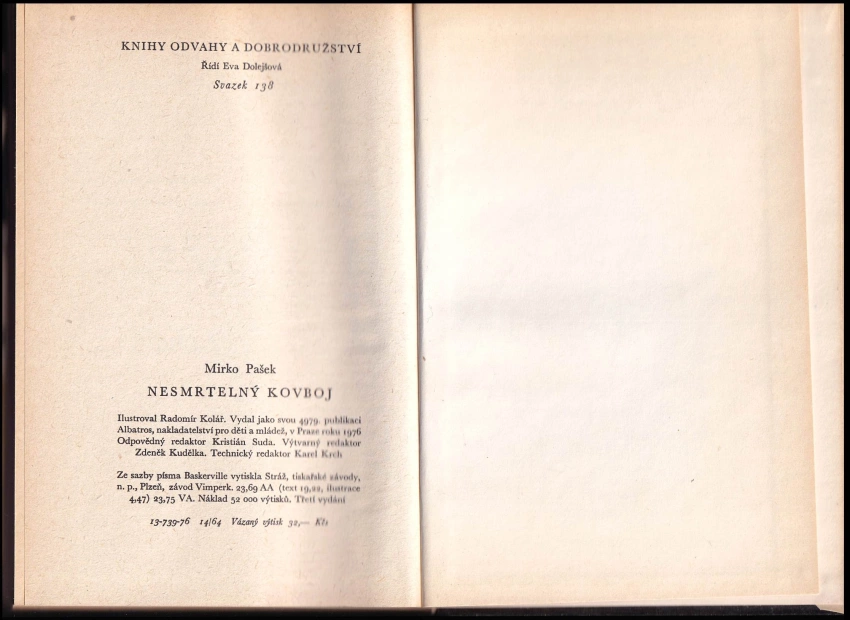 KNIHY ODVAHY A DOBRODRUŽSTVÍ
Řídí Eva Dolejšová
Svazek 138
Mirko Pašek
NESMRTELNÝ KOVBOJ
Ilustroval Radomír Kolář. Vydal jako svou 4979. publikaci
Albatros, nakladatelství pro děti a mládež, v Praze roku 1976
Odpovědný redaktor Kristián Suda. Výtvarný redaktor
Zdeněk Kudělka. Technický redaktor Karel Krch
Ze sazby písma Baskerville vytiskla Stráž, tiskařské závody,
n. p., Plzeň, závod Vimperk. 23,69 AA (text 19,22, ilustrace
4,47) 23,75 VA. Náklad 52 000 výtisků. Třetí vydání
13-739-76 14/64 Vázaný výtisk 32,— Kčs